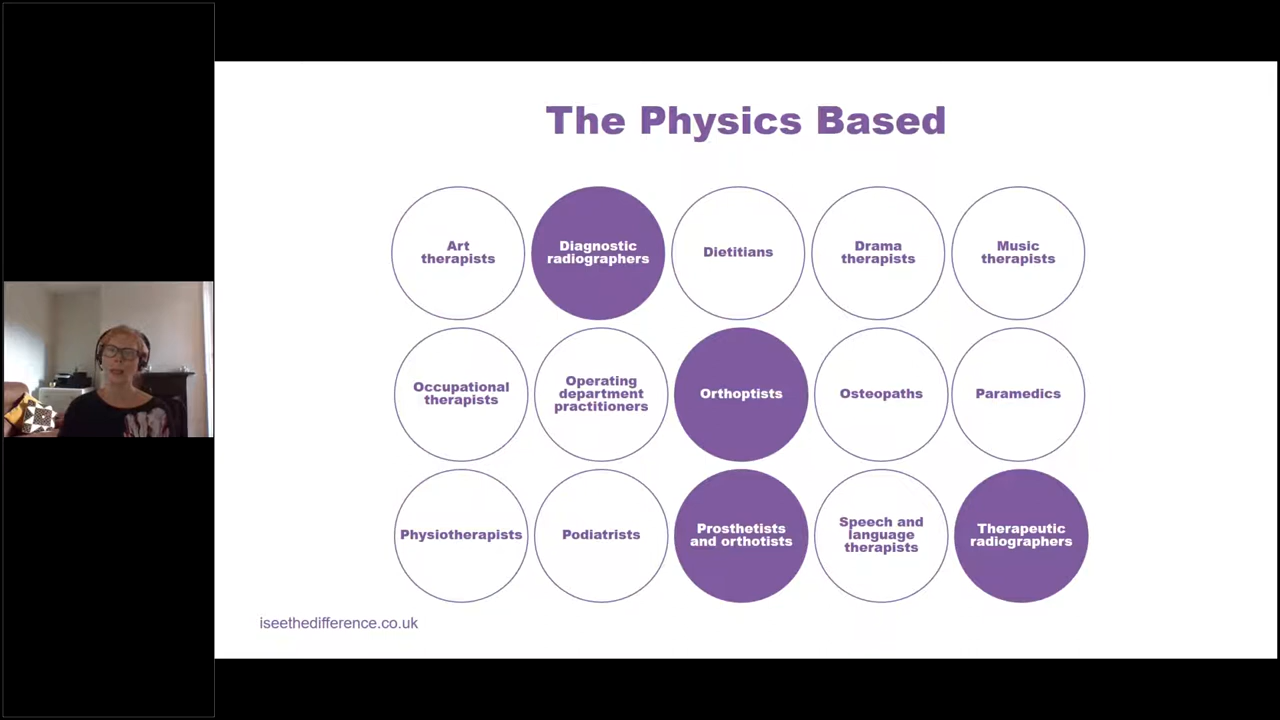 The Physics Based
Art
therapists
Diagnostic
radiographers
Dietitians
Drama
therapists
Music
therapists
Occupational
therapists
Operating
department
practitioners
Orthoptists
Osteopaths
Paramedics
Physiotherapists
Podiatrists
Prosthetists
and orthotists
Speech and
language
therapists
Therapeutic
radiographers
iseethedifference.co.uk